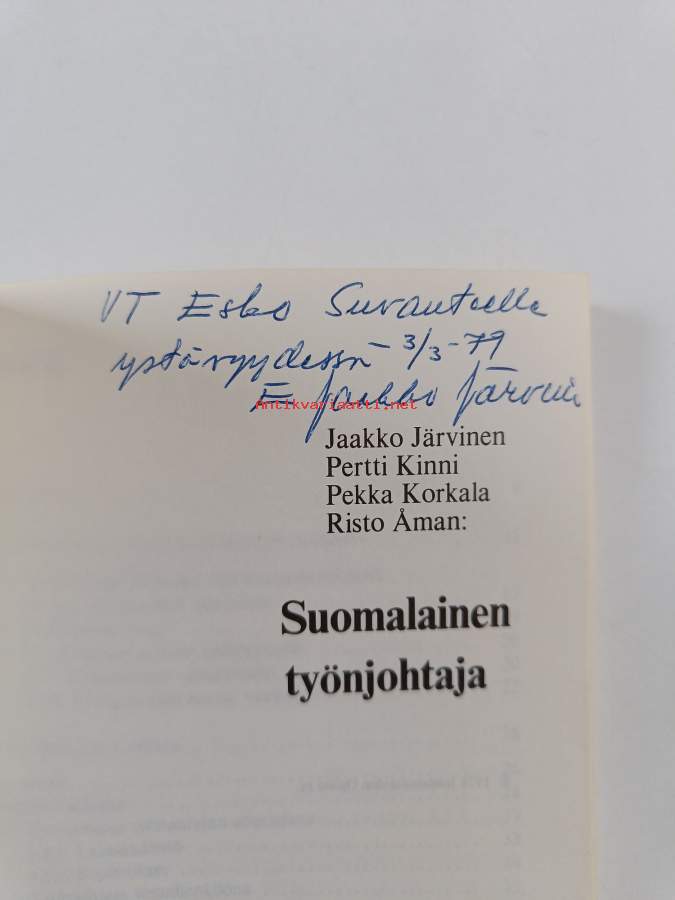 VT Esko Surauteelle
ystävyydessä 3/3-79
E Jaakko Järvinen
Antikvariaatti.net
Jaakko Järvinen
Pertti Kinni
Pekka Korkala
Risto Åman:
Suomalainen
työnjohtaja